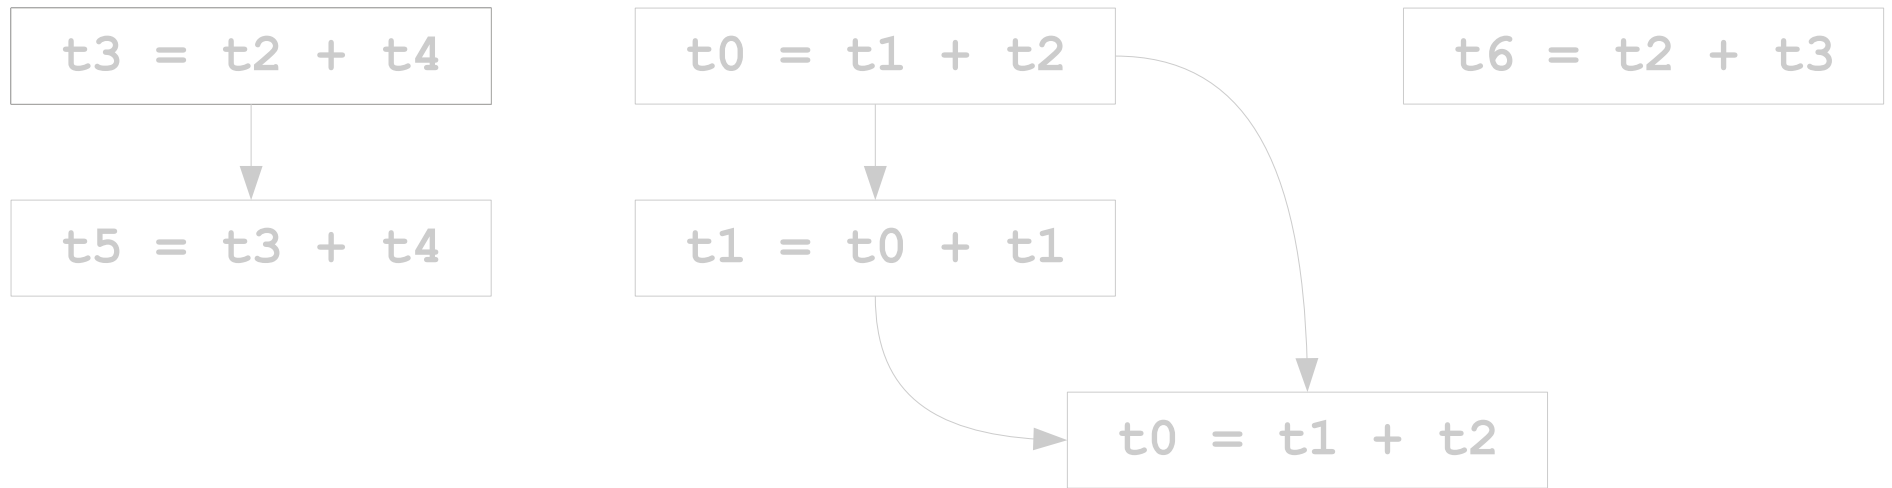 t3 = t2 + t4
t0 = t1 + t2
t6 = t2 + t3
t5 = t3 + t4
t1 = t0 + t1
t0 = t1 + t2